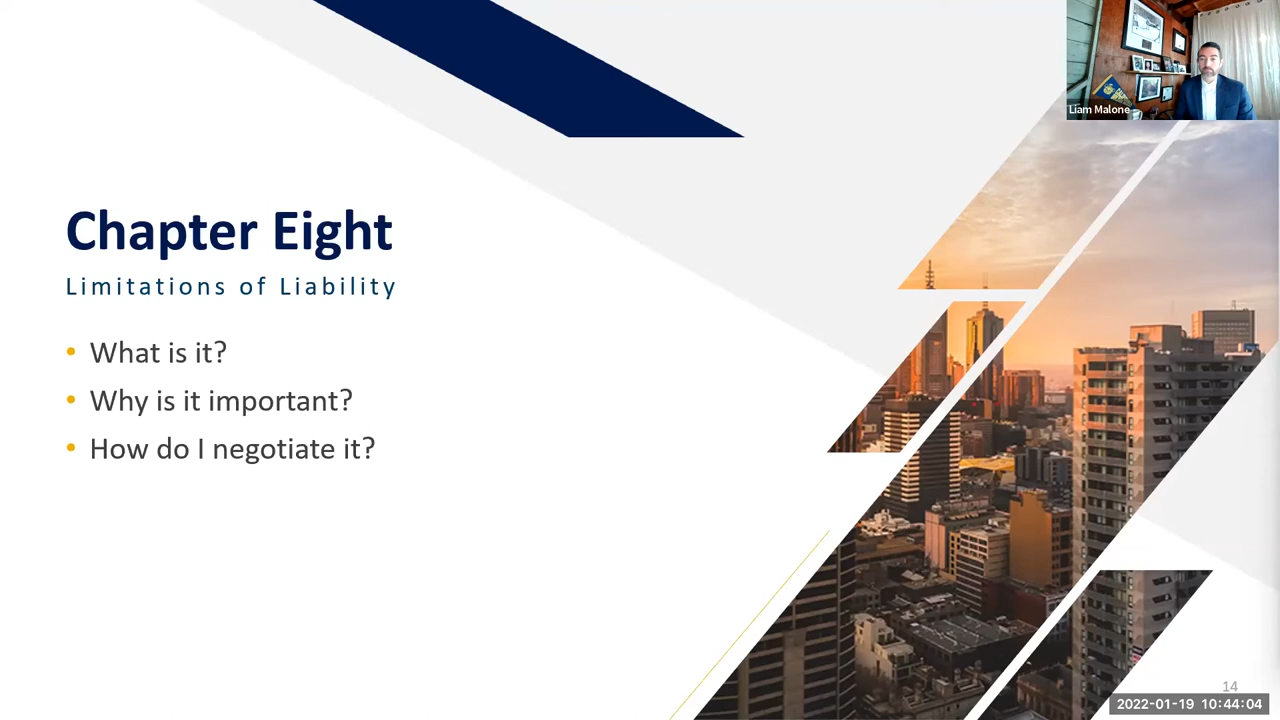 Liam Malone
Chapter Eight
Limitations of Liability
• What is it?
• Why is it important?
• How do I negotiate it?
14
2022-01-19 10:44:04